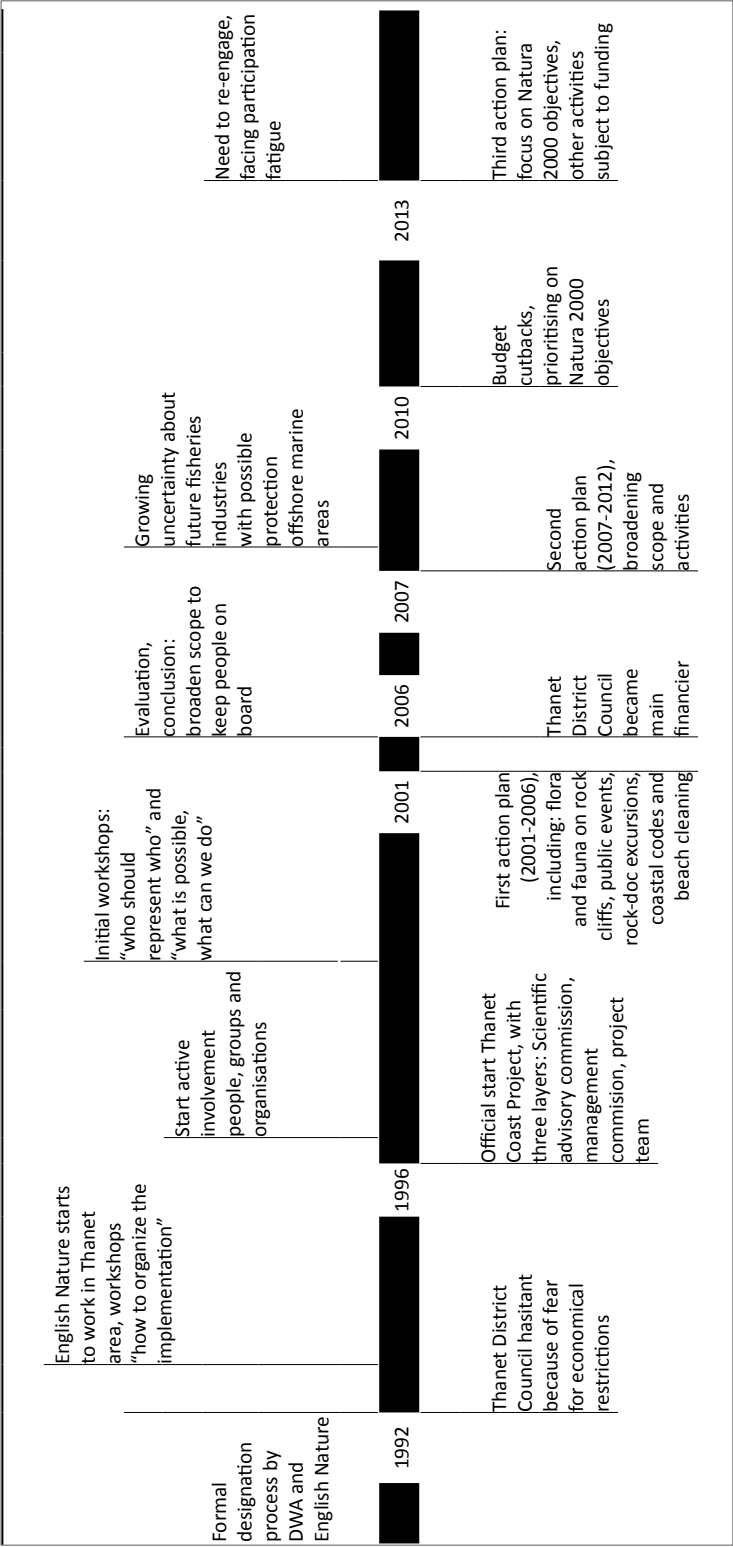 Formal
designation
process by
DWA and
English Nature
English Nature starts
to work in Thanet
area, workshops
“how to organize the
implementation”
Start active
involvement
people, groups and
organisations
Initial workshops:
“who should
represent who” and
“what is possible,
what can we do”
Evaluation,
conclusion:
broaden scope to
keep people on
board
Growing
uncertainty about
future fisheries
industries
with possible
protection
offshore marine
areas
Need to re-engage,
facing participation
fatigue
1992
1996
2001
2006
2007
2010
2013
Thanet District
Council hasitant
because of fear
for economical
restrictions
Official start Thanet
Coast Project, with
three layers: Scientific
advisory commission,
management
commision, project
team
First action plan
(2001-2006),
including: flora
and fauna on rock
cliffs, public events,
rock-doc excursions,
coastal codes and
beach cleaning
Thanet
District
Council
became
main
financier
Second
action plan
(2007-2012),
broadening
scope and
activities
Budget
cutbacks,
prioritising on
Natura 2000
objectives
Third action plan:
focus on Natura
2000 objectives,
other activities
subject to funding